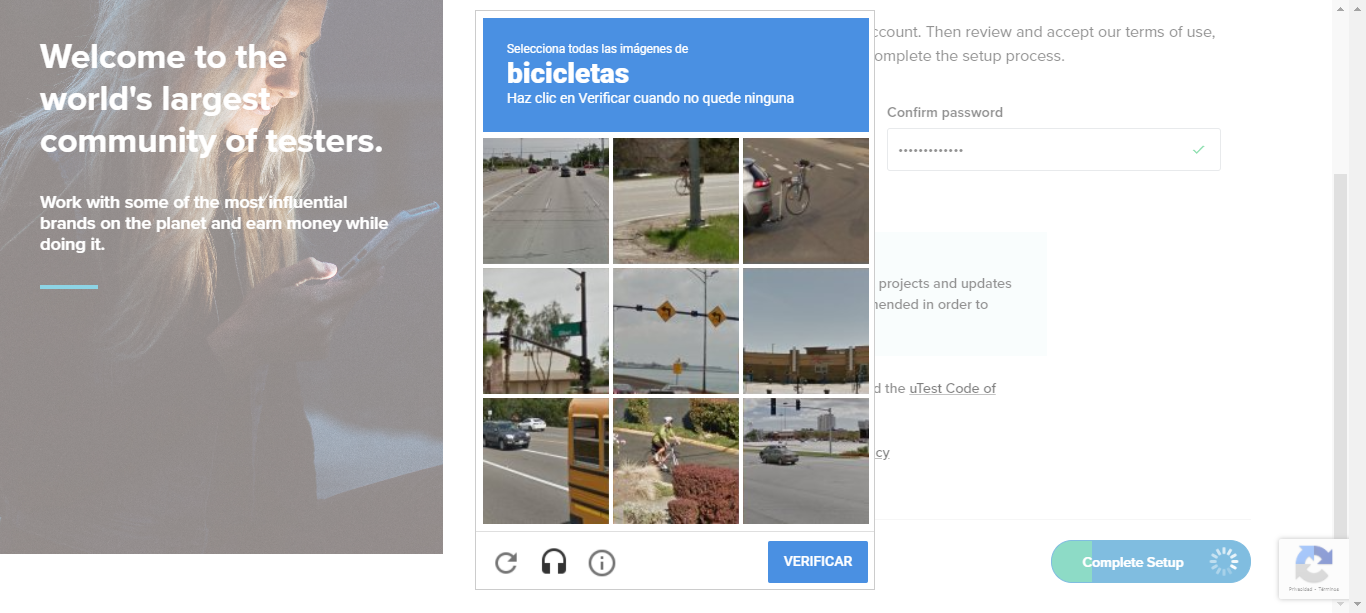 Welcome to the
world's largest
community of testers.
Work with some of the most influential
brands on the planet and earn money while
doing it.
Selecciona todas las imágenes de
bicicletas
Haz clic en Verificar cuando no quede ninguna
VERIFICAR
ccount. Then review and accept our terms of use,
omplete the setup process.
Confirm password
projects and updates
mended in order to
d the uTest Code of
cy
Complete Setup
Privacidad - Términos